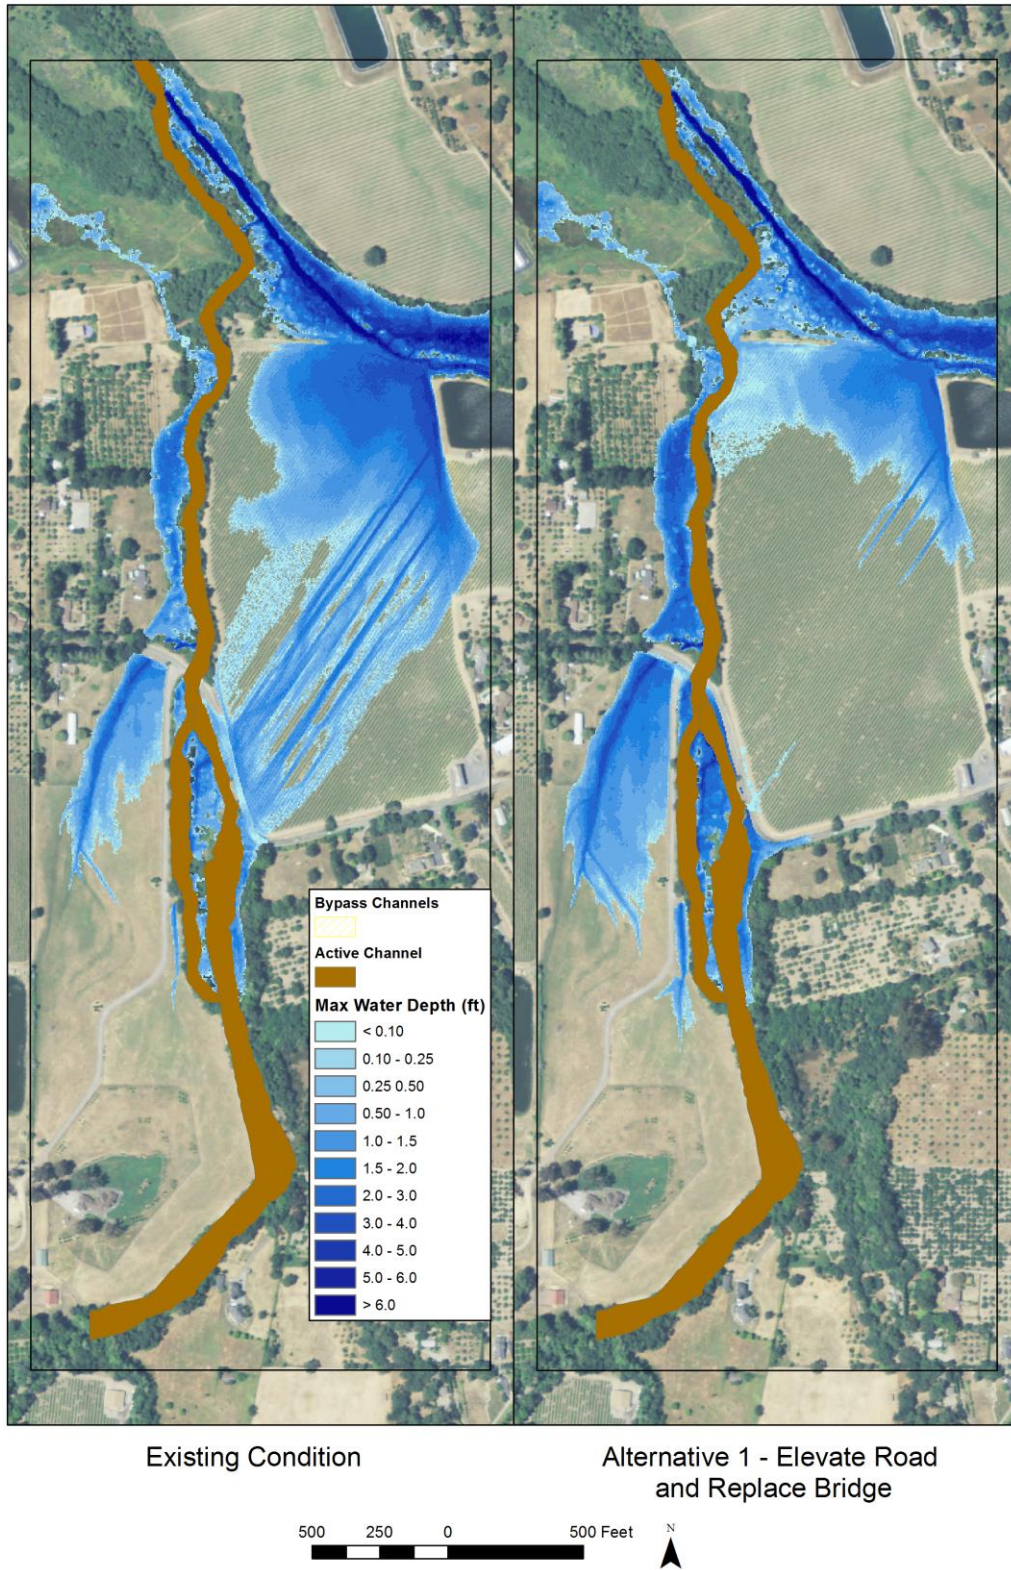 Bypass Channels
Active Channel
Max Water Depth (ft)
< 0.10
0.10 - 0.25
0.25 0.50
0.50 - 1.0
1.0 - 1.5
1.5 - 2.0
2.0 - 3.0
3.0 - 4.0
4.0 - 5.0
5.0 - 6.0
> 6.0
Existing Condition
Alternative 1 - Elevate Road
and Replace Bridge
500 250 0 500 Feet
N